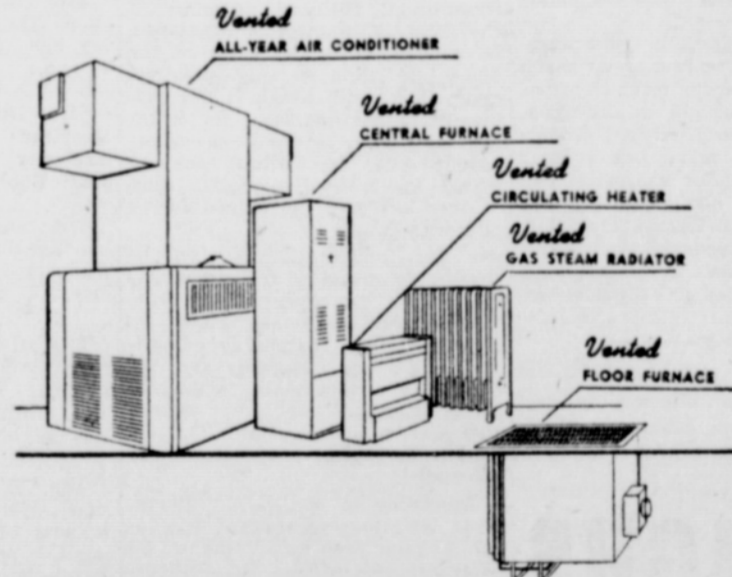 Vented
ALL-YEAR AIR CONDITIONER
Vented
CENTRAL FURNACE
Vented
CIRCULATING HEATER
Vented
GAS STEAM RADIATOR
Vented
FLOOR FURNACE